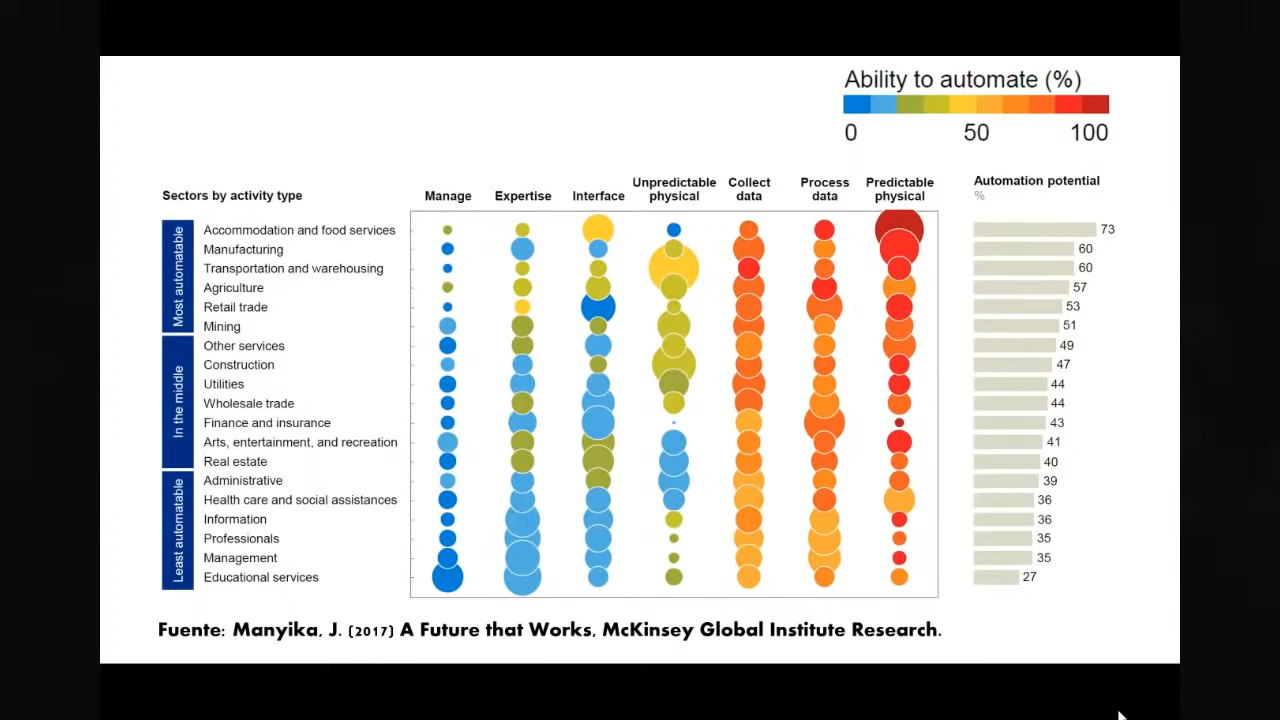 Ability to automate (%)
0 50 100
Sectors by activity type
Manage
Expertise
Interface
Unpredictable
physical
Collect
data
Process
data
Predictable
physical
Automation potential
%
Most automatable
Accommodation and food services 73
Manufacturing 60
Transportation and warehousing 60
Agriculture 57
Retail trade 53
Mining 51
In the middle
Other services 49
Construction 47
Utilities 44
Wholesale trade 44
Finance and insurance 43
Arts, entertainment, and recreation 41
Real estate 40
Least automatable
Administrative 39
Health care and social assistances 36
Information 36
Professionals 35
Management 35
Educational services 27
Fuente: Manyika, J. (2017) A Future that Works, McKinsey Global Institute Research.